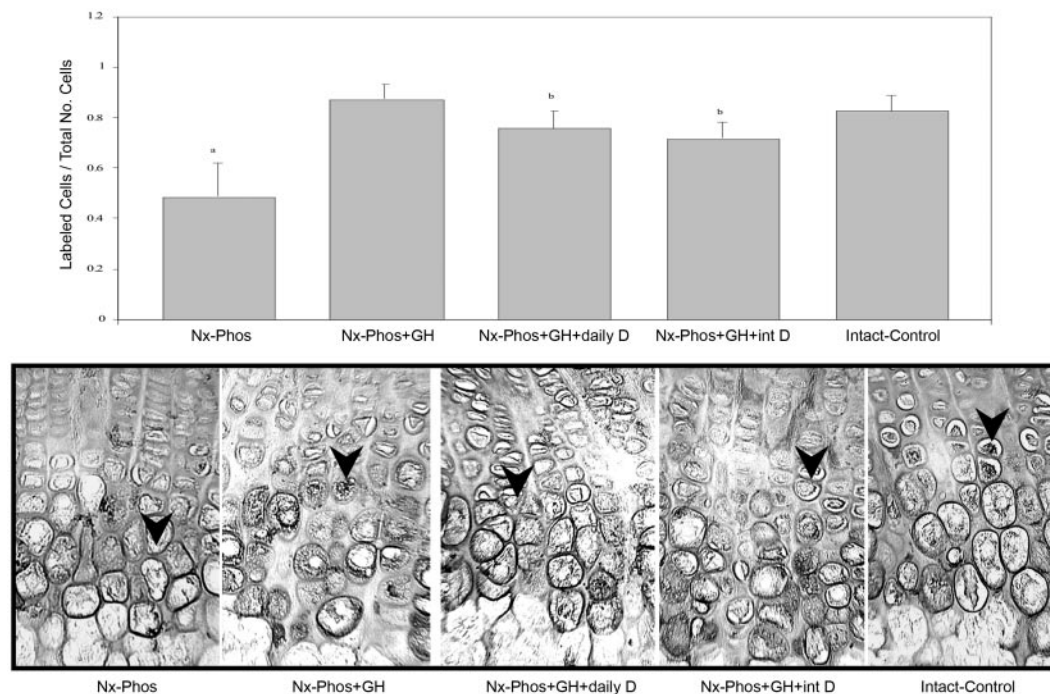 1.2
1
0.8
0.6
0.4
0.2
0
Labeled Cells / Total No. Cells
a
b
b
Nx-Phos Nx-Phos+GH Nx-Phos+GH+daily D Nx-Phos+GH+int D Intact-Control
Nx-Phos Nx-Phos+GH Nx-Phos+GH+daily D Nx-Phos+GH+int D Intact-Control